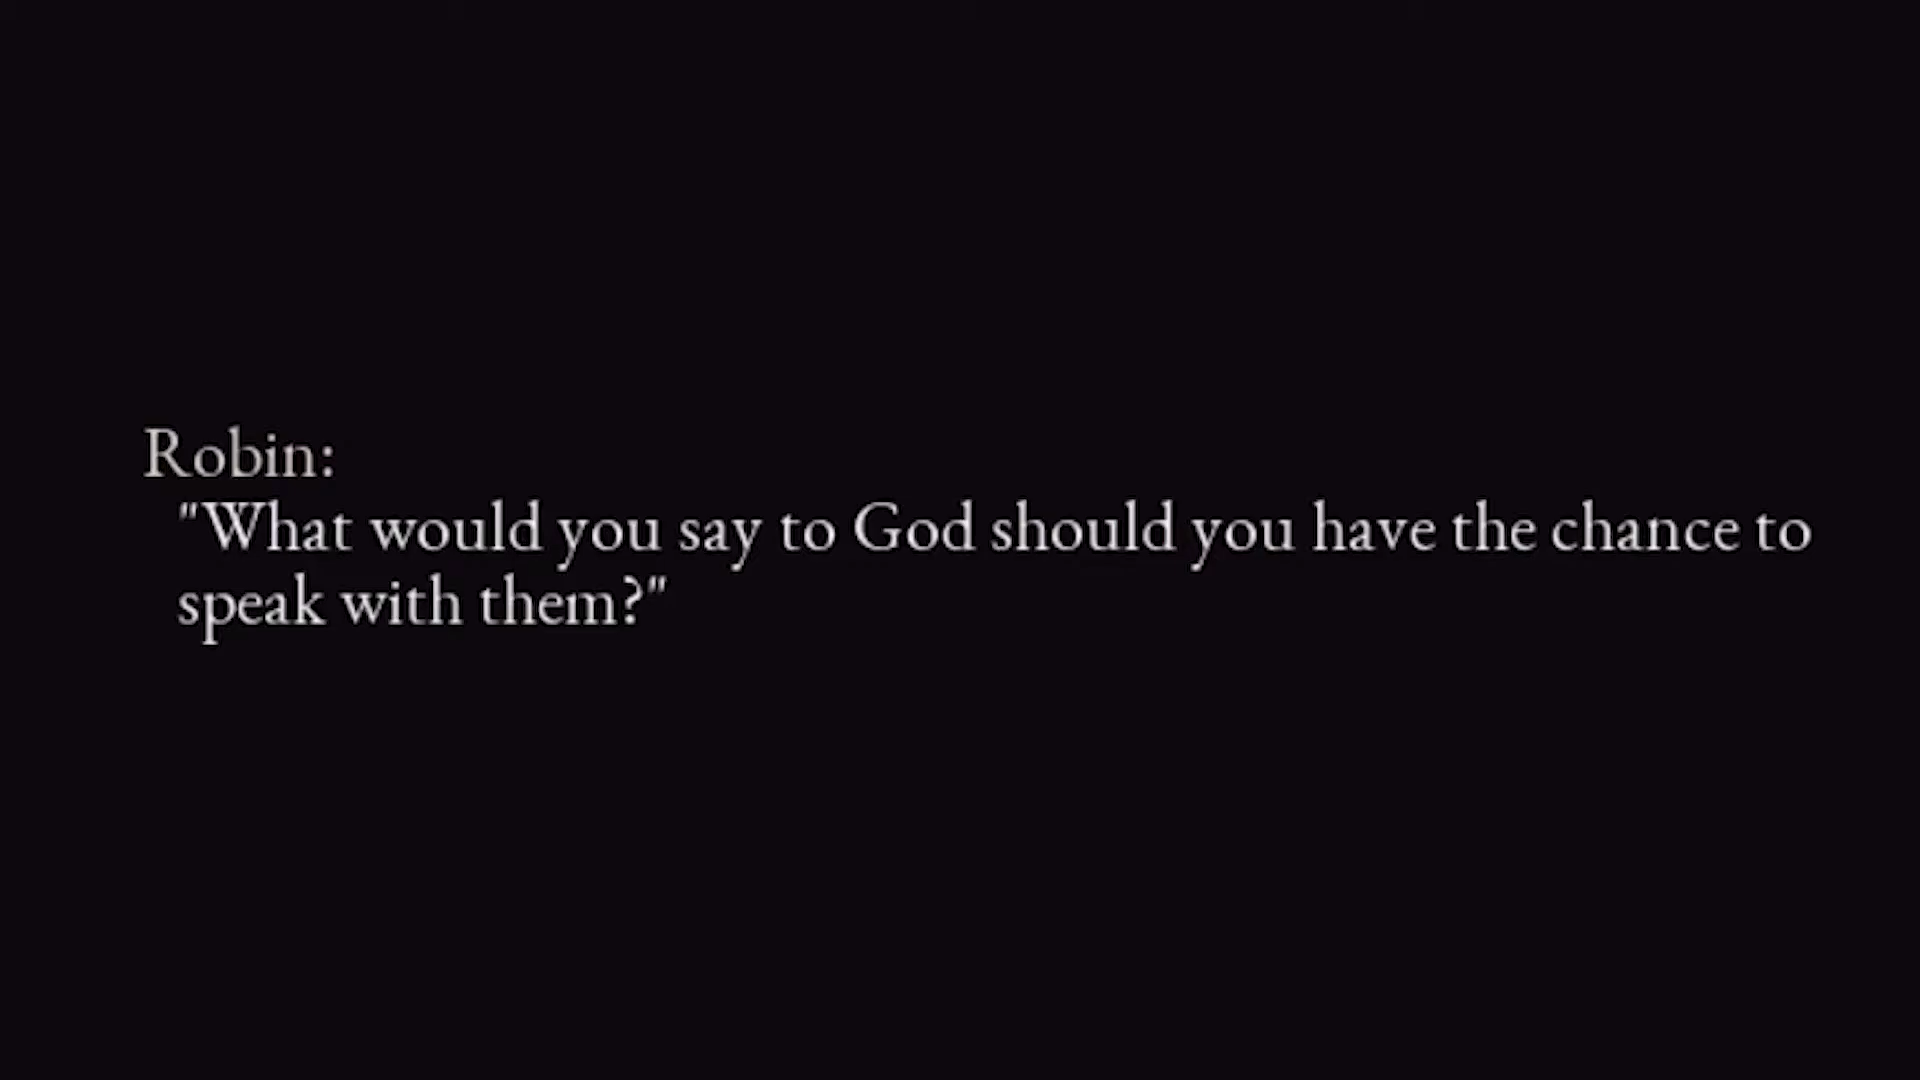 Robin:
"What would you say to God should you have the chance to
speak with them?"